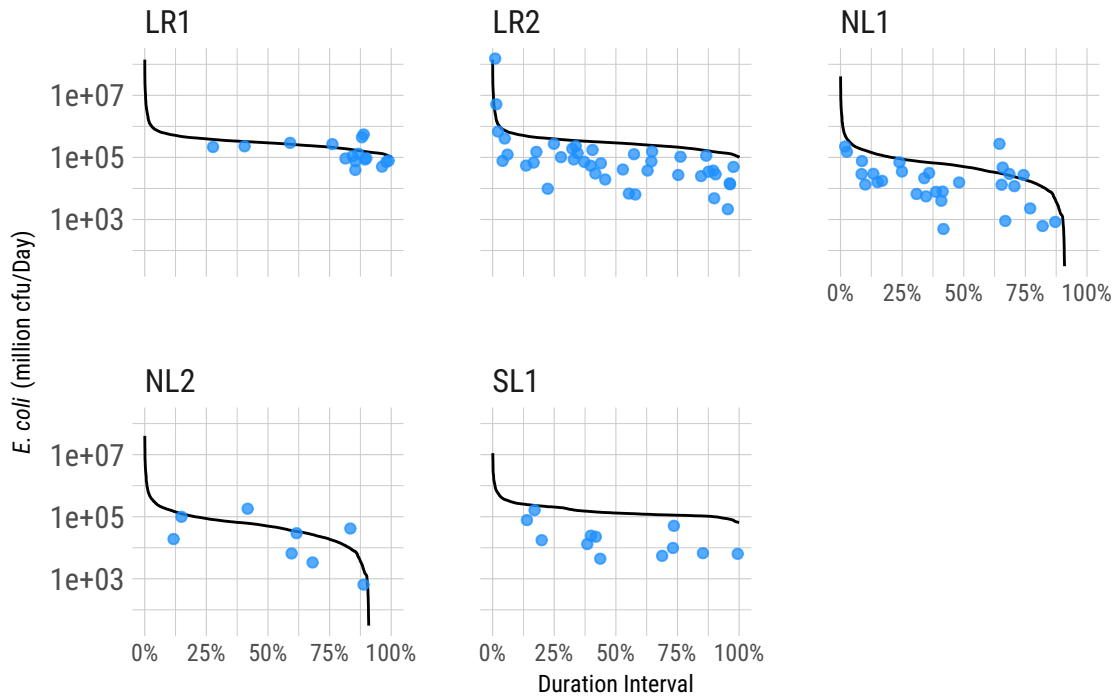 LR1
LR2
NL1
1e+07
1e+05
1e+03
0% 25% 50% 75% 100%
E. coli (million cfu/Day)
NL2
SL1
1e+07
1e+05
1e+03
0% 25% 50% 75% 100%
0% 25% 50% 75% 100%
Duration Interval